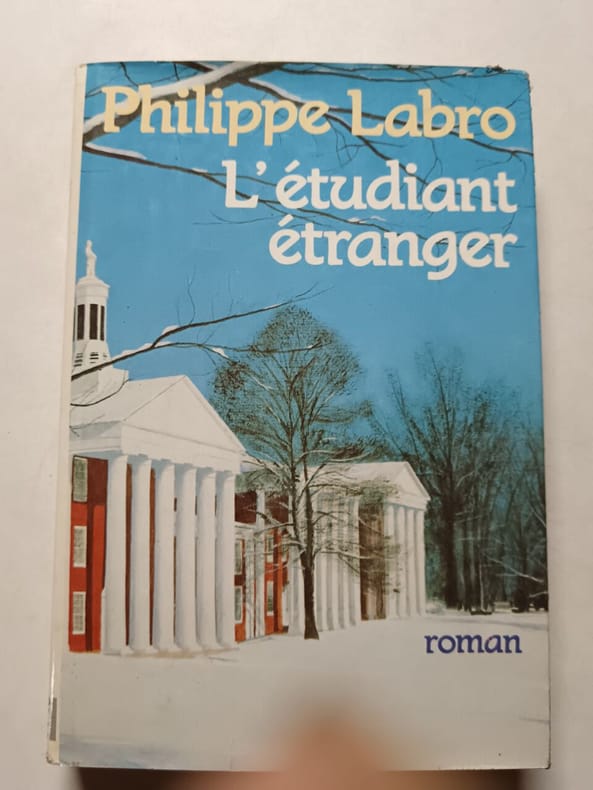 Philippe Labro
L'étudiant
étranger
roman